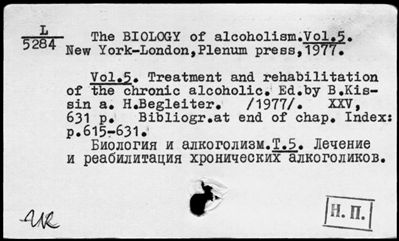 L
5284
The BIOLOGY of alcoholism.Vol.5.
New York-London,Plenum press,1977.
Vol.5. Treatment and rehabilitation
of the chronic alcoholic. Ed.by B.Kis-
sin a. H.Begleiter. /1977/. XXV,
631 p. Bibliogr.at end of chap. Index:
p.615-631.
Биология и алкоголизм.Т.5. Лечение
и реабилитация хронических алкоголиков.
Н. П.